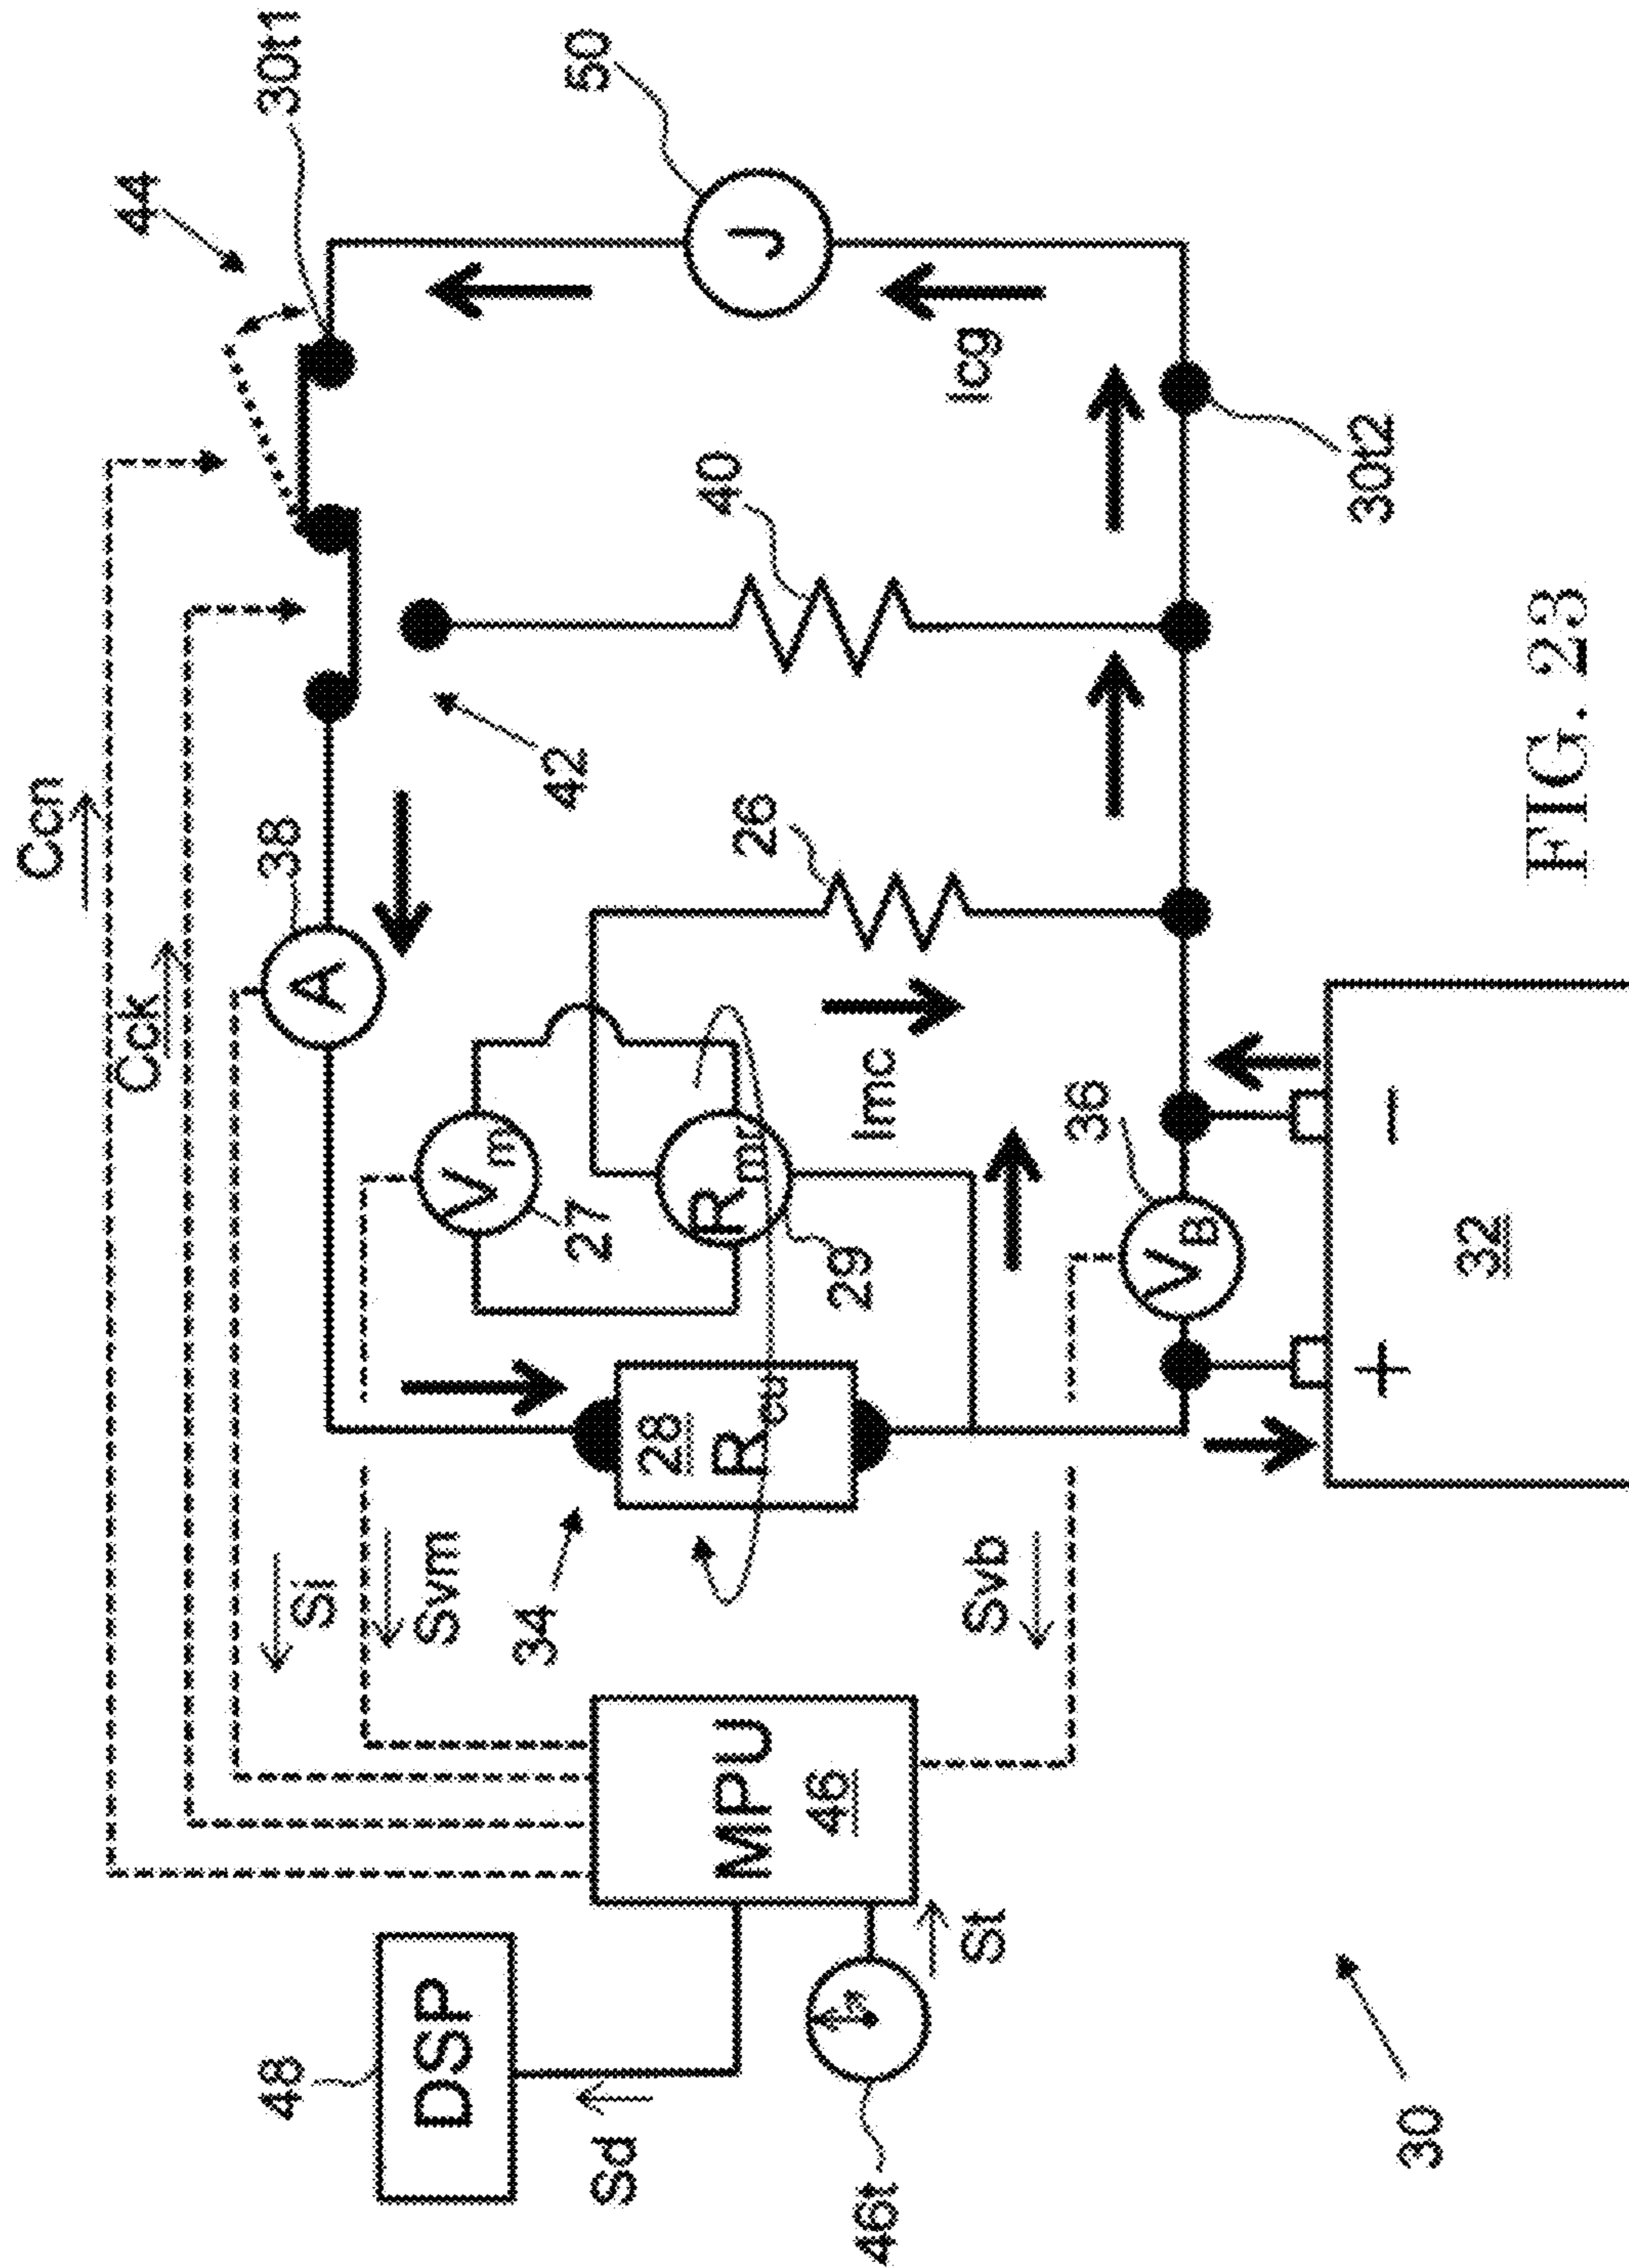 Ccn
Cck
44
30t1
38
A
42
40
50
J
Icg
30t2
48
DSP
Sd
46t
St
MPU
46
Si
Svm
34
28
Reu
Vm
27
Rmr
29
Imc
26
Svb
VB
36
+
−
32
30
FIG. 23